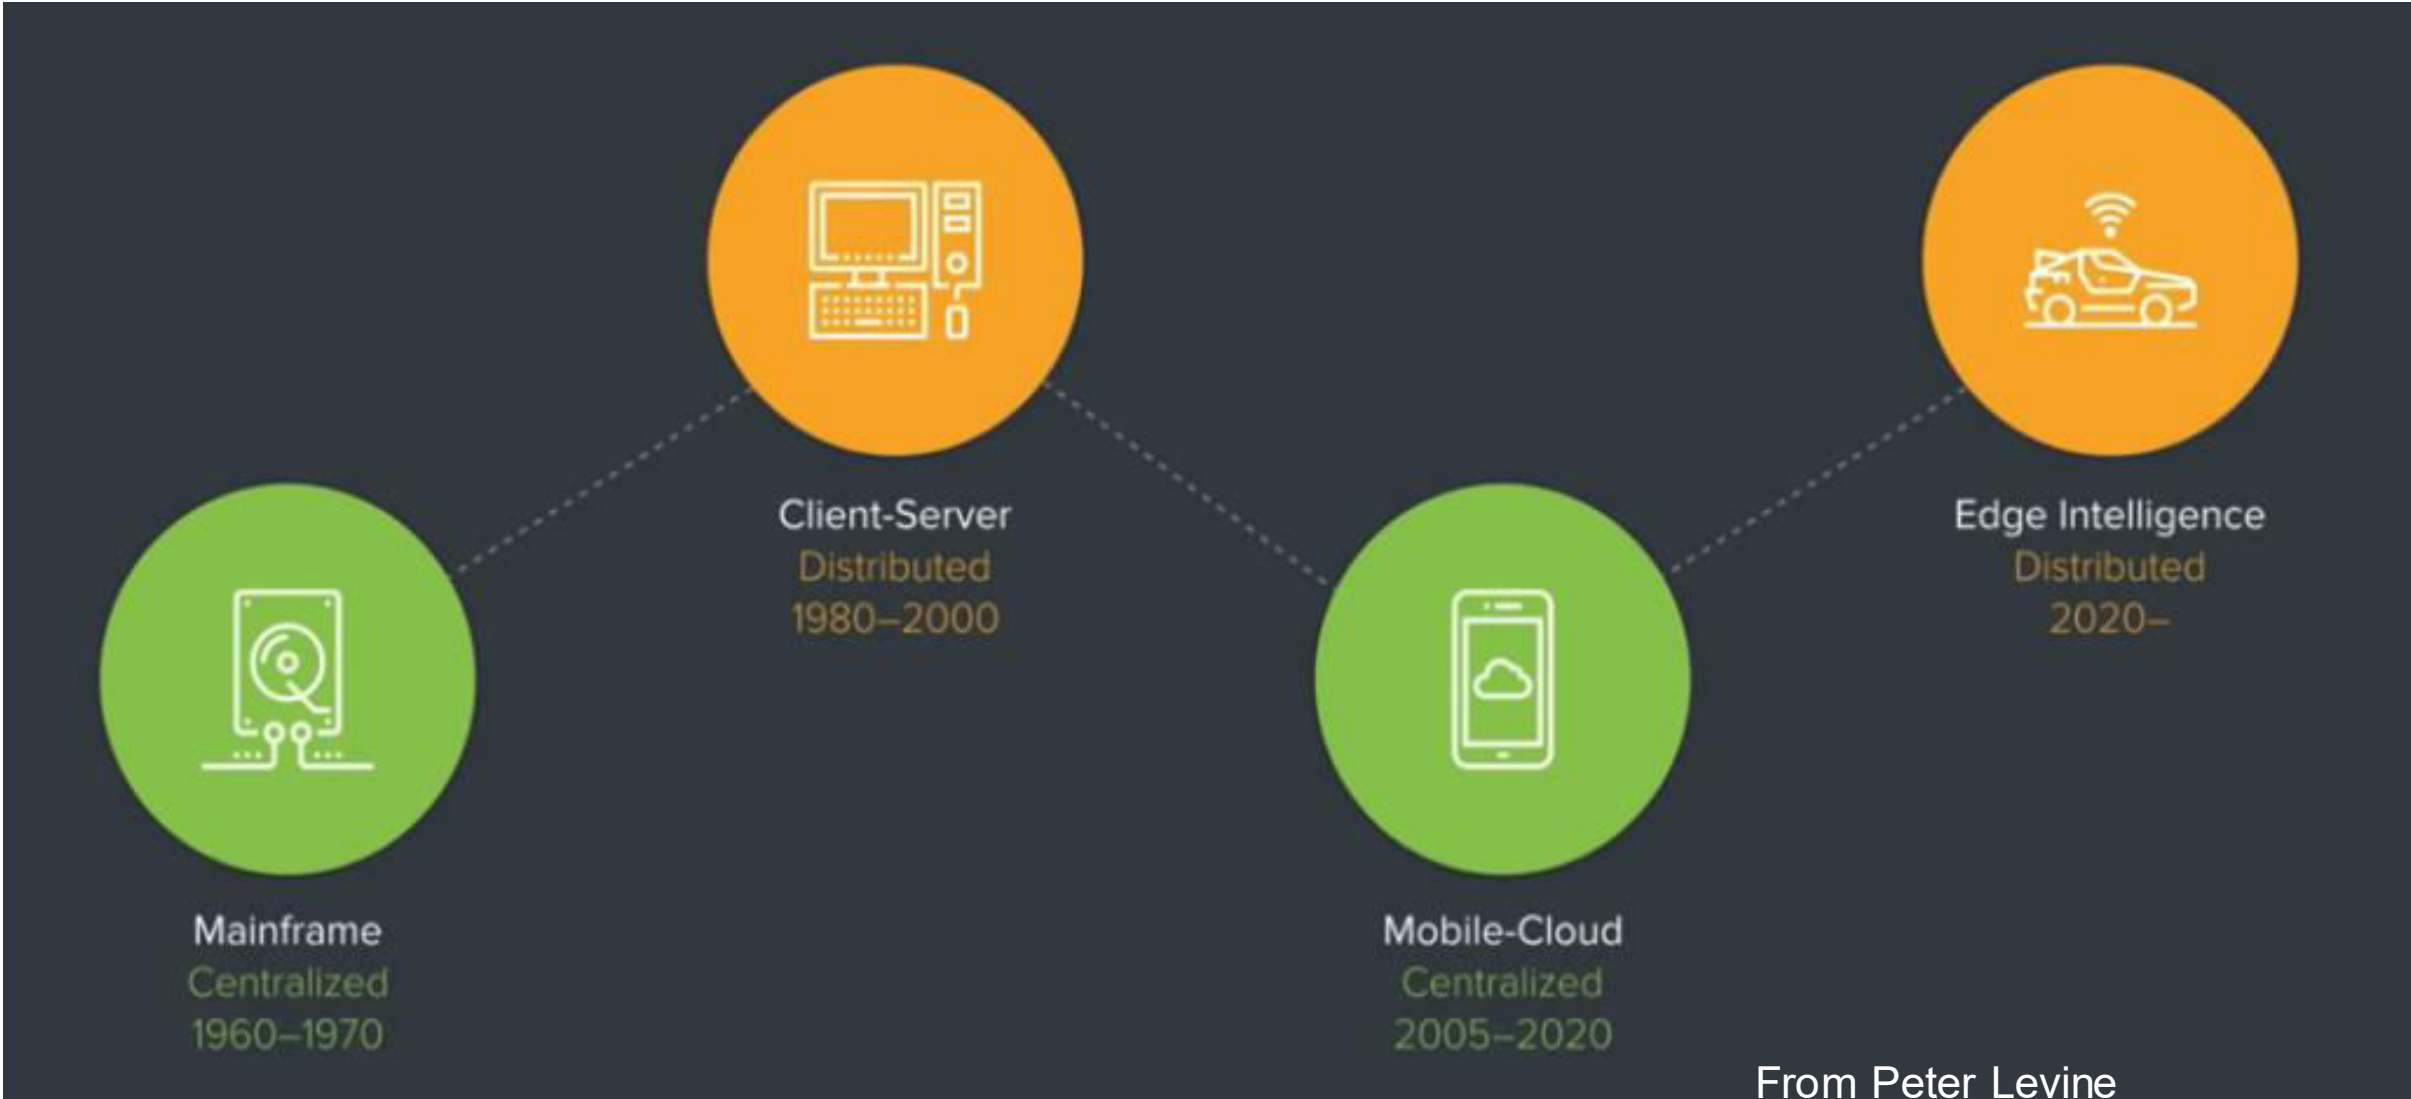 Mainframe
Centralized
1960–1970
Client-Server
Distributed
1980–2000
Mobile-Cloud
Centralized
2005–2020
Edge Intelligence
Distributed
2020–
From Peter Levine